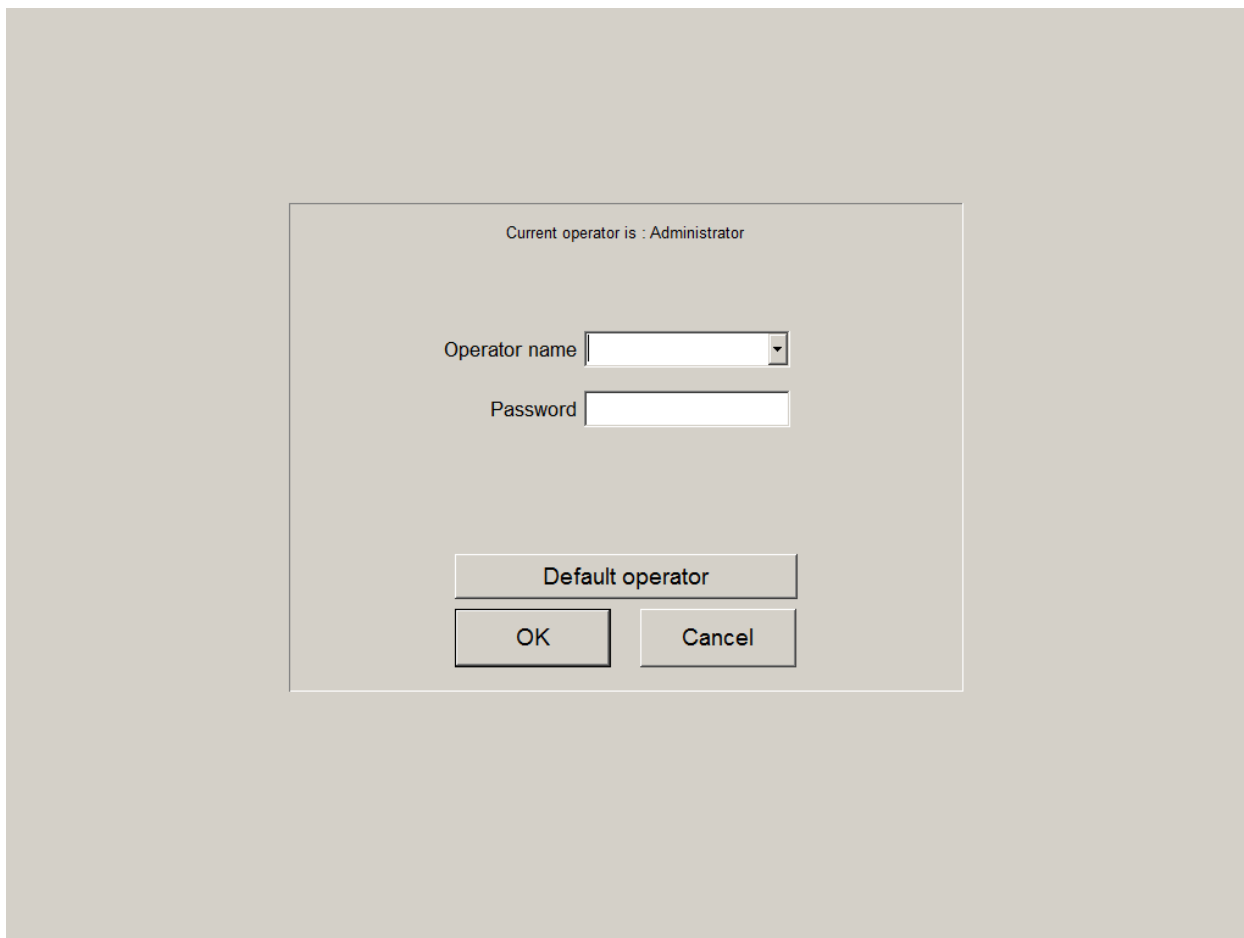 Current operator is : Administrator
Operator name
Password
Default operator
OK
Cancel